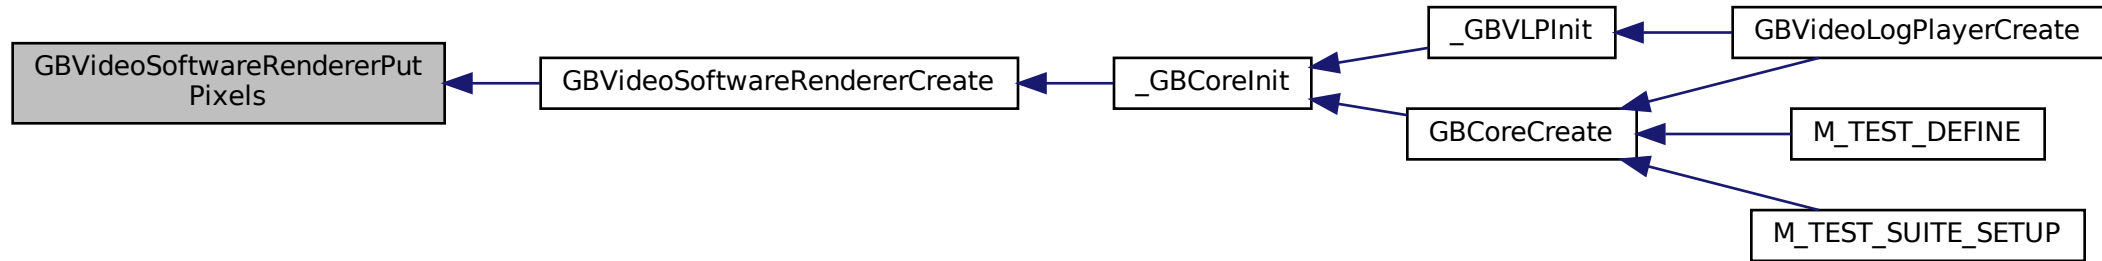 GBVideoSoftwareRendererPut
Pixels
GBVideoSoftwareRendererCreate
_GBCoreInit
_GBVLPInit
GBVideoLogPlayerCreate
GBCoreCreate
M_TEST_DEFINE
M_TEST_SUITE_SETUP